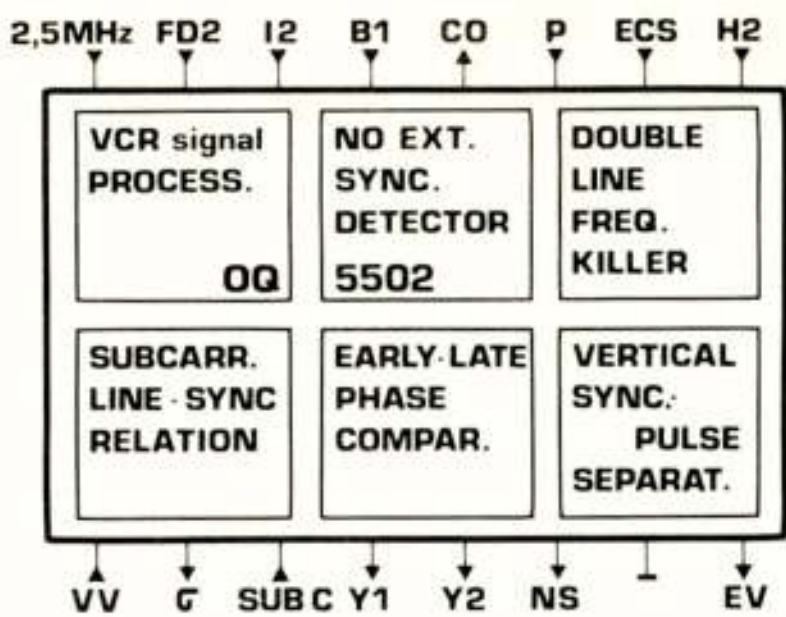 2,5MHz FD2 I2 B1 CO P ECS H2
VCR signal
PROCESS.
OQ
NO EXT.
SYNC.
DETECTOR
5502
DOUBLE
LINE
FREQ.
KILLER
SUBCARR.
LINE - SYNC
RELATION
EARLY-LATE
PHASE
COMPAR.
VERTICAL
SYNC.-
PULSE
SEPARAT.
VV σ SUB C Y1 Y2 NS − EV